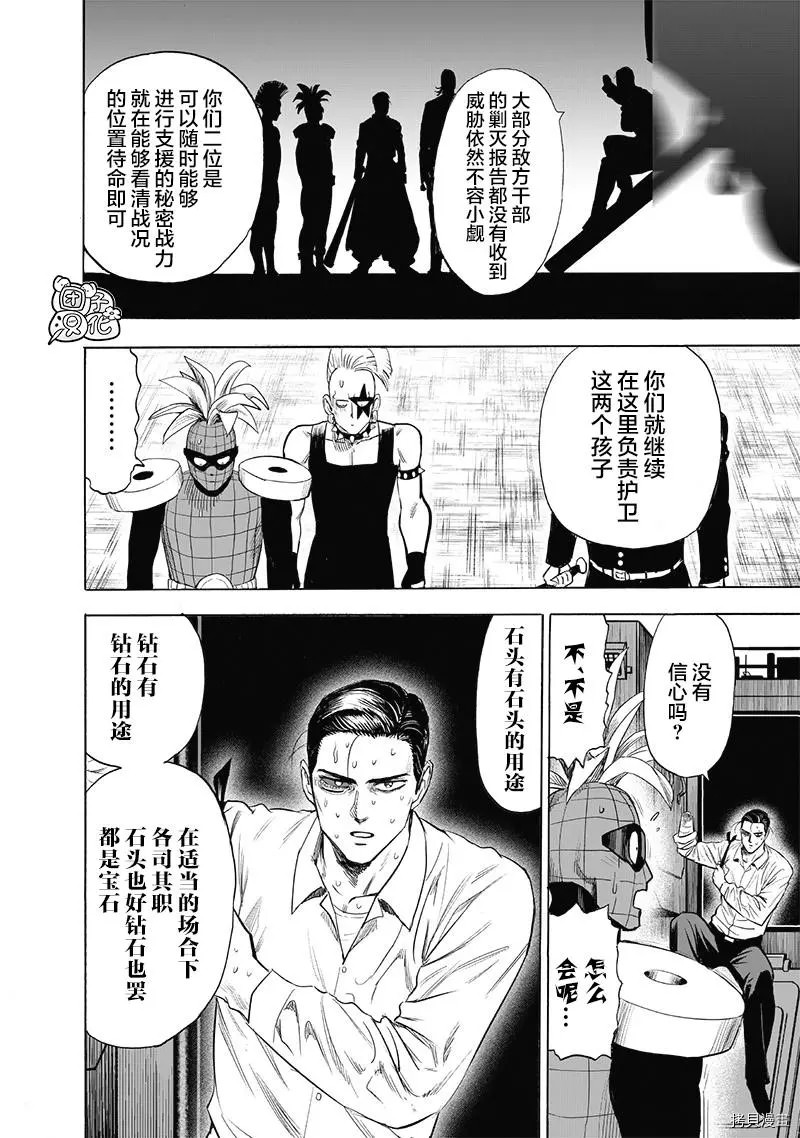 大部分敌方干部
的剿灭报告都没有收到
威胁依然不容小觑
你们二位是
可以随时能够
进行支援的秘密战力
就在能够看清战况
的位置待命即可
团子汉化
你们就继续
在这里负责护卫
这两个孩子
………
没有
信心吗?
不、不是
怎么
会呢…
石头有石头的用途
钻石有
钻石的用途
在适当的场合下
各司其职
石头也好钻石也罢
都是宝石
拷贝漫画